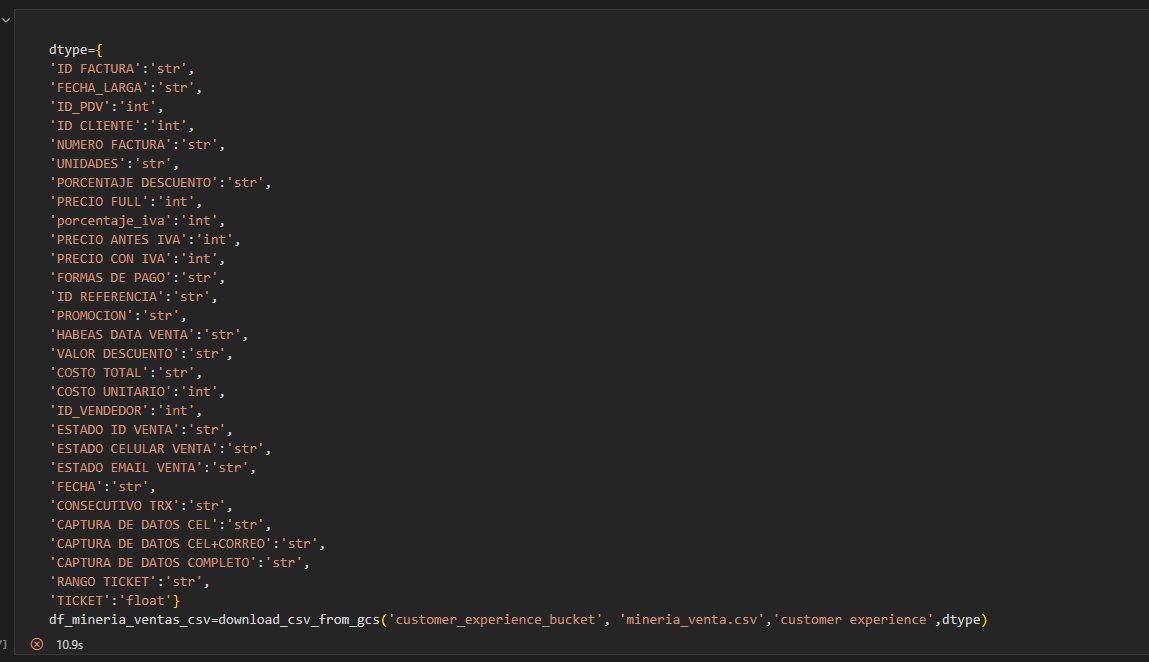 dtype={
'ID FACTURA':'str',
'FECHA_LARGA':'str',
'ID_PDV':'int',
'ID CLIENTE':'int',
'NUMERO FACTURA':'str',
'UNIDADES':'str',
'PORCENTAJE DESCUENTO':'str',
'PRECIO FULL':'int',
'porcentaje_iva':'int',
'PRECIO ANTES IVA':'int',
'PRECIO CON IVA':'int',
'FORMAS DE PAGO':'str',
'ID REFERENCIA':'str',
'PROMOCION':'str',
'HABEAS DATA VENTA':'str',
'VALOR DESCUENTO':'str',
'COSTO TOTAL':'str',
'COSTO UNITARIO':'int',
'ID_VENDEDOR':'int',
'ESTADO ID VENTA':'str',
'ESTADO CELULAR VENTA':'str',
'ESTADO EMAIL VENTA':'str',
'FECHA':'str',
'CONSECUTIVO TRX':'str',
'CAPTURA DE DATOS CEL':'str',
'CAPTURA DE DATOS CEL+CORREO':'str',
'CAPTURA DE DATOS COMPLETO':'str',
'RANGO TICKET':'str',
'TICKET':'float'}
df_mineria_ventas_csv=download_csv_from_gcs('customer_experience_bucket', 'mineria_venta.csv','customer experience',dtype)
10.9s